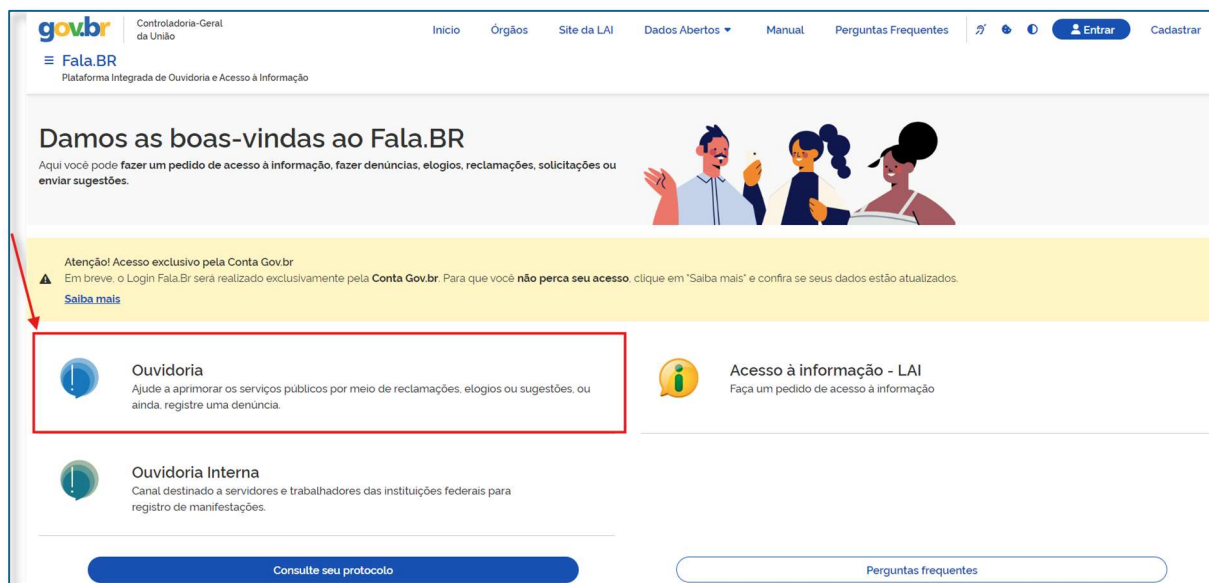 gov.br
Controladoria-Geral
da União
Início Órgãos Site da LAI Dados Abertos Manual Perguntas Frequentes Entrar Cadastrar
Fala.BR
Plataforma Integrada de Ouvidoria e Acesso à Informação
Damos as boas-vindas ao Fala.BR
Aqui você pode fazer um pedido de acesso à informação, fazer denúncias, elogios, reclamações, solicitações ou
enviar sugestões.
Atenção! Acesso exclusivo pela Conta Gov.br
Em breve, o Login Fala.Br será realizado exclusivamente pela Conta Gov.br. Para que você não perca seu acesso, clique em "Saiba mais" e confira se seus dados estão atualizados.
Saiba mais
Ouvidoria
Ajude a aprimorar os serviços públicos por meio de reclamações, elogios ou sugestões, ou
ainda, registre uma denúncia.
Acesso à informação - LAI
Faça um pedido de acesso à informação
Ouvidoria Interna
Canal destinado a servidores e trabalhadores das instituições federais para
registro de manifestações.
Consulte seu protocolo
Perguntas frequentes